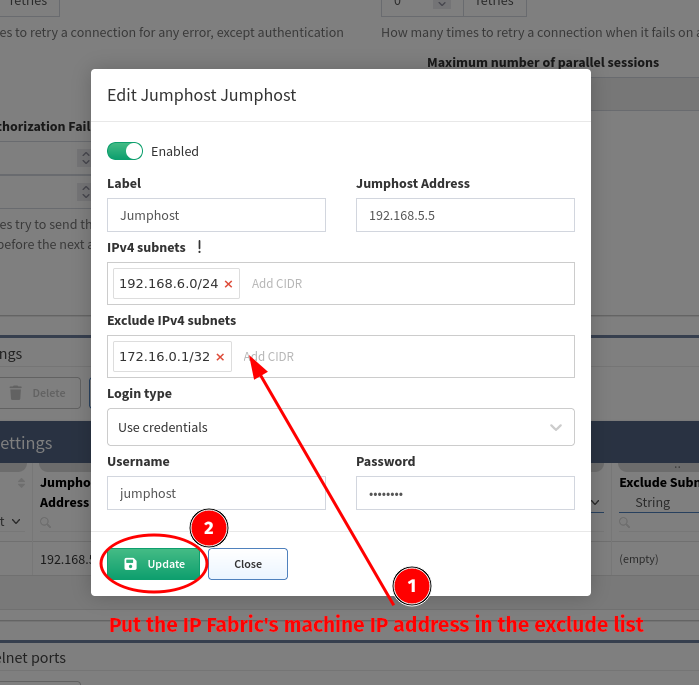 retries
0 retries
es to retry a connection for any error, except authentication
How many times to retry a connection when it fails on
Maximum number of parallel sessions
Edit Jumphost Jumphost
thorization Fail
Enabled
Label
Jumphost Address
Jumphost
192.168.5.5
es try to send th
before the next a
IPv4 subnets !
192.168.6.0/24 × Add CIDR
Exclude IPv4 subnets
172.16.0.1/32 × Add CIDR
ngs
Delete
Login type
Use credentials
ettings
Username
Password
Jumpho
Address
Exclude Subn
String
jumphost
••••••••
t
2
192.168.5
(empty)
Update
Close
1
Put the IP Fabric's machine IP address in the exclude list
elnet ports